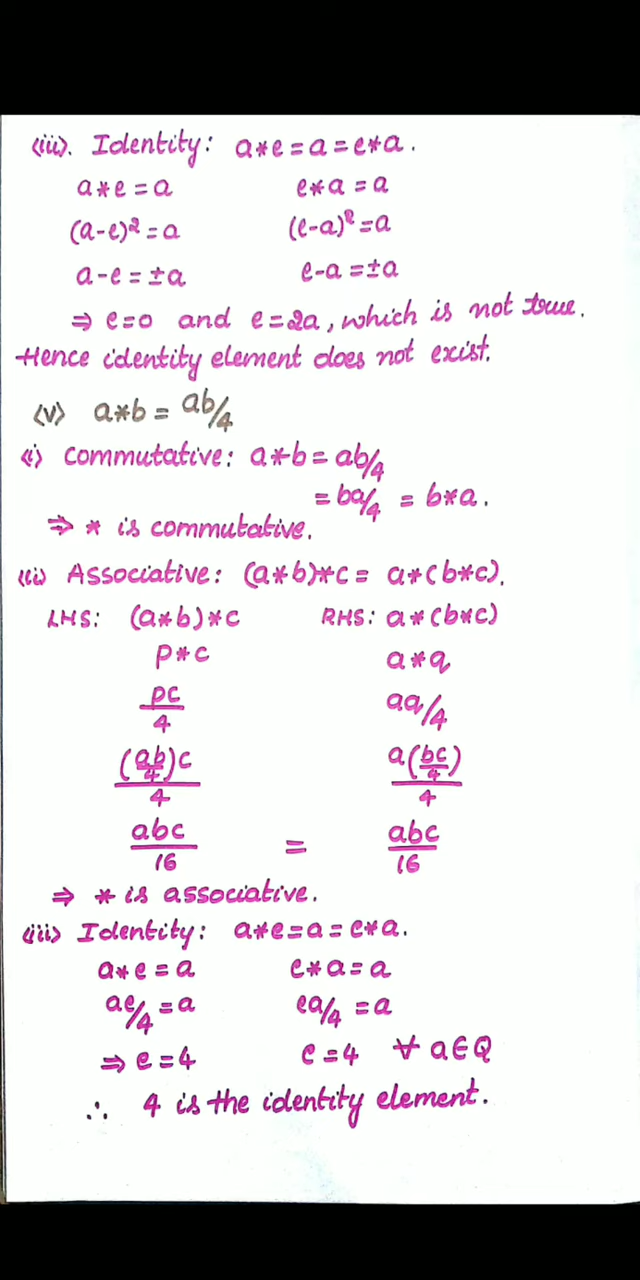 (iii). Identity: a*e = a = e*a.
a*e = a e*a = a
(a-e)² = a (e-a)² = a
a-e = ±a e-a = ±a
⇒ e=0 and e=2a, which is not true.
Hence identity element does not exist.
(v) a*b = ab/4
(i) Commutative: a*b = ab/4
= ba/4 = b*a.
⇒ * is commutative.
(ii) Associative: (a*b)*c = a*(b*c).
LHS: (a*b)*c RHS: a*(b*c)
p*c a*q
pc/4 aq/4
(ab/4)c/4 a(bc/4)/4
abc/16 = abc/16
⇒ * is associative.
(iii) Identity: a*e = a = e*a.
a*e = a e*a = a
ae/4 = a ea/4 = a
⇒ e = 4 e = 4 ∀ a∈Q
∴ 4 is the identity element.